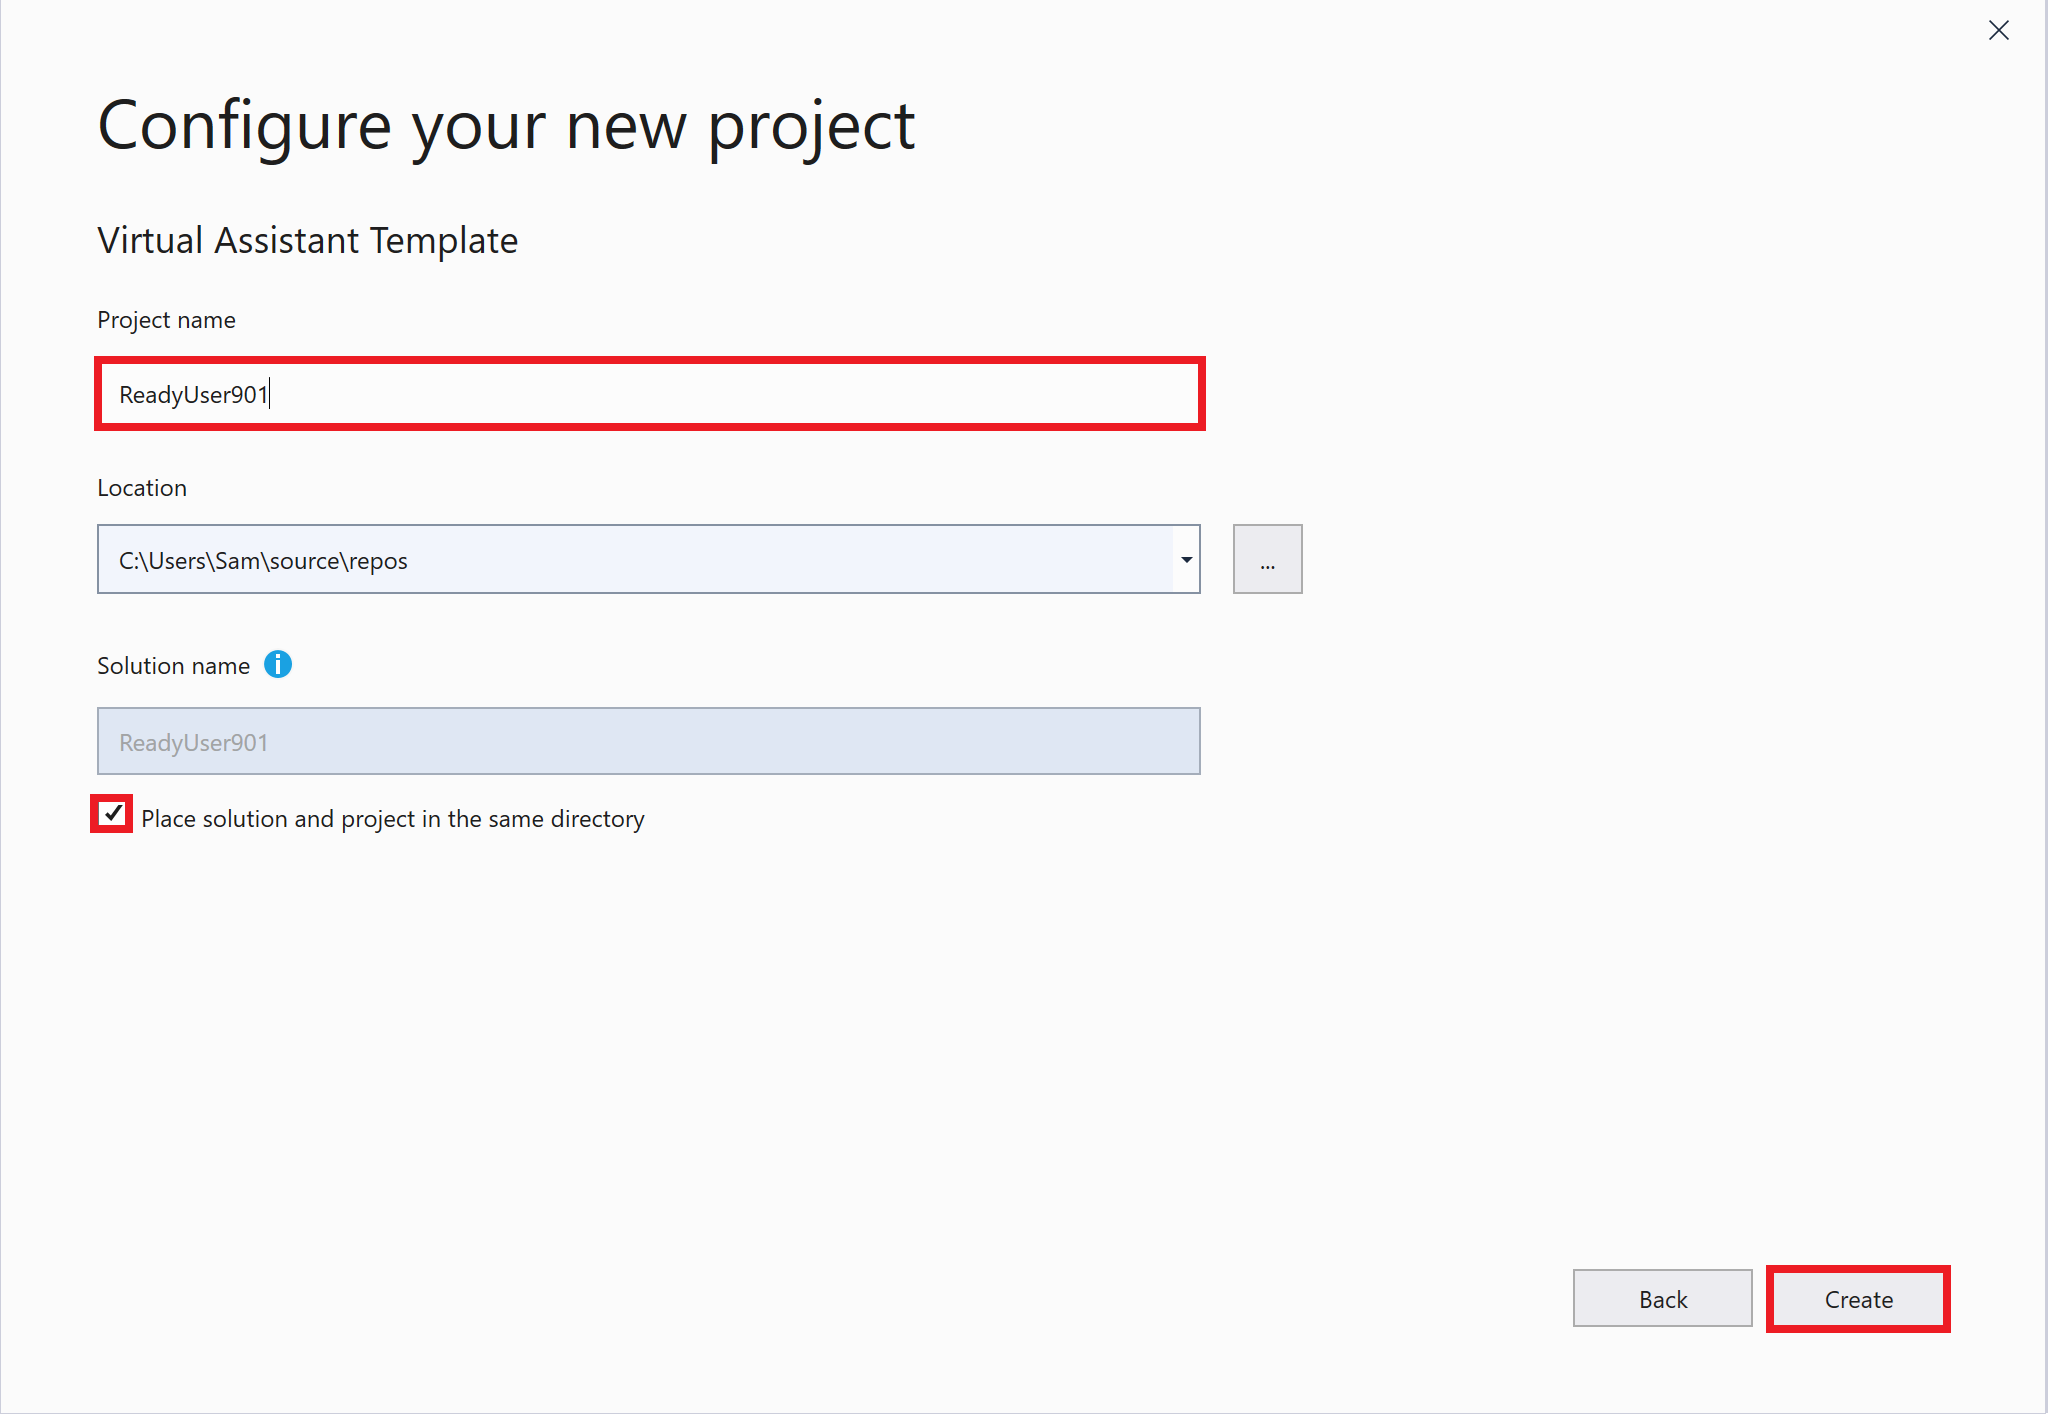 Configure your new project
Virtual Assistant Template
Project name
ReadyUser901
Location
C:\Users\Sam\source\repos
...
Solution name
ReadyUser901
Place solution and project in the same directory
Back
Create